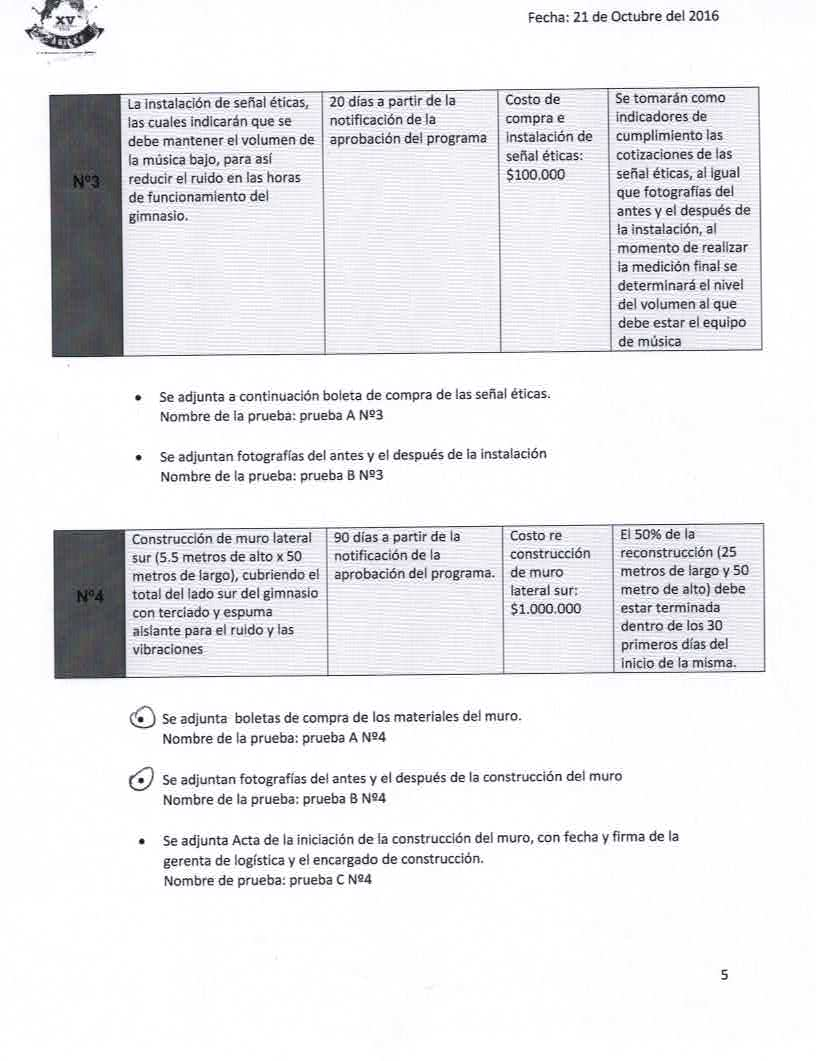 XV
Fecha: 21 de Octubre del 2016
Nº3
La instalación de señal éticas,
las cuales indicarán que se
debe mantener el volumen de
la música bajo, para así
reducir el ruido en las horas
de funcionamiento del
gimnasio.
20 días a partir de la
notificación de la
aprobación del programa
Costo de
compra e
instalación de
señal éticas:
$100.000
Se tomarán como
indicadores de
cumplimiento las
cotizaciones de las
señal éticas, al igual
que fotografías del
antes y el después de
la instalación, al
momento de realizar
la medición final se
determinará el nivel
del volumen al que
debe estar el equipo
de música
• Se adjunta a continuación boleta de compra de las señal éticas.
Nombre de la prueba: prueba A Nº3
• Se adjuntan fotografías del antes y el después de la instalación
Nombre de la prueba: prueba B Nº3
Nº4
Construcción de muro lateral
sur (5.5 metros de alto x 50
metros de largo), cubriendo el
total del lado sur del gimnasio
con terciado y espuma
aislante para el ruido y las
vibraciones
90 días a partir de la
notificación de la
aprobación del programa.
Costo re
construcción
de muro
lateral sur:
$1.000.000
El 50% de la
reconstrucción (25
metros de largo y 50
metro de alto) debe
estar terminada
dentro de los 30
primeros días del
inicio de la misma.
• Se adjunta boletas de compra de los materiales del muro.
Nombre de la prueba: prueba A Nº4
• Se adjuntan fotografías del antes y el después de la construcción del muro
Nombre de la prueba: prueba B Nº4
• Se adjunta Acta de la iniciación de la construcción del muro, con fecha y firma de la
gerenta de logística y el encargado de construcción.
Nombre de prueba: prueba C Nº4
5